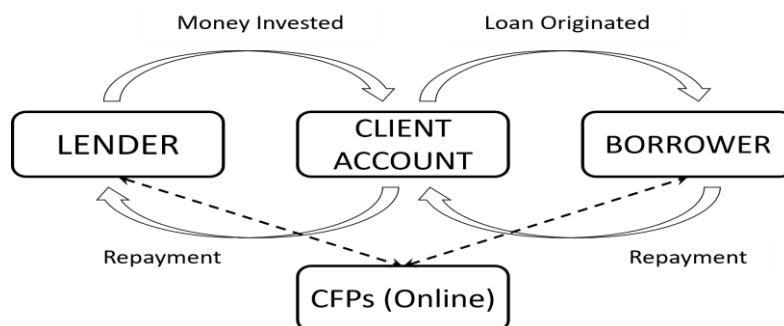 Money Invested
Loan Originated
LENDER
CLIENT
ACCOUNT
BORROWER
Repayment
Repayment
CFPs (Online)